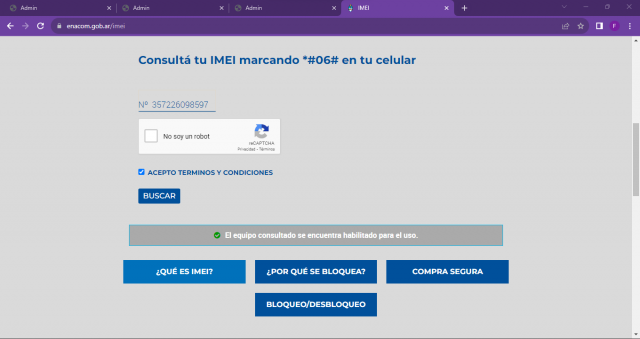 Admin
Admin
Admin
IMEI
enacom.gob.ar/imei
F
Consultá tu IMEI marcando *#06# en tu celular
Nº 357226098597
No soy un robot
reCAPTCHA
Privacidad - Términos
ACEPTO TERMINOS Y CONDICIONES
BUSCAR
El equipo consultado se encuentra habilitado para el uso.
¿QUÉ ES IMEI?
¿POR QUÉ SE BLOQUEA?
COMPRA SEGURA
BLOQUEO/DESBLOQUEO